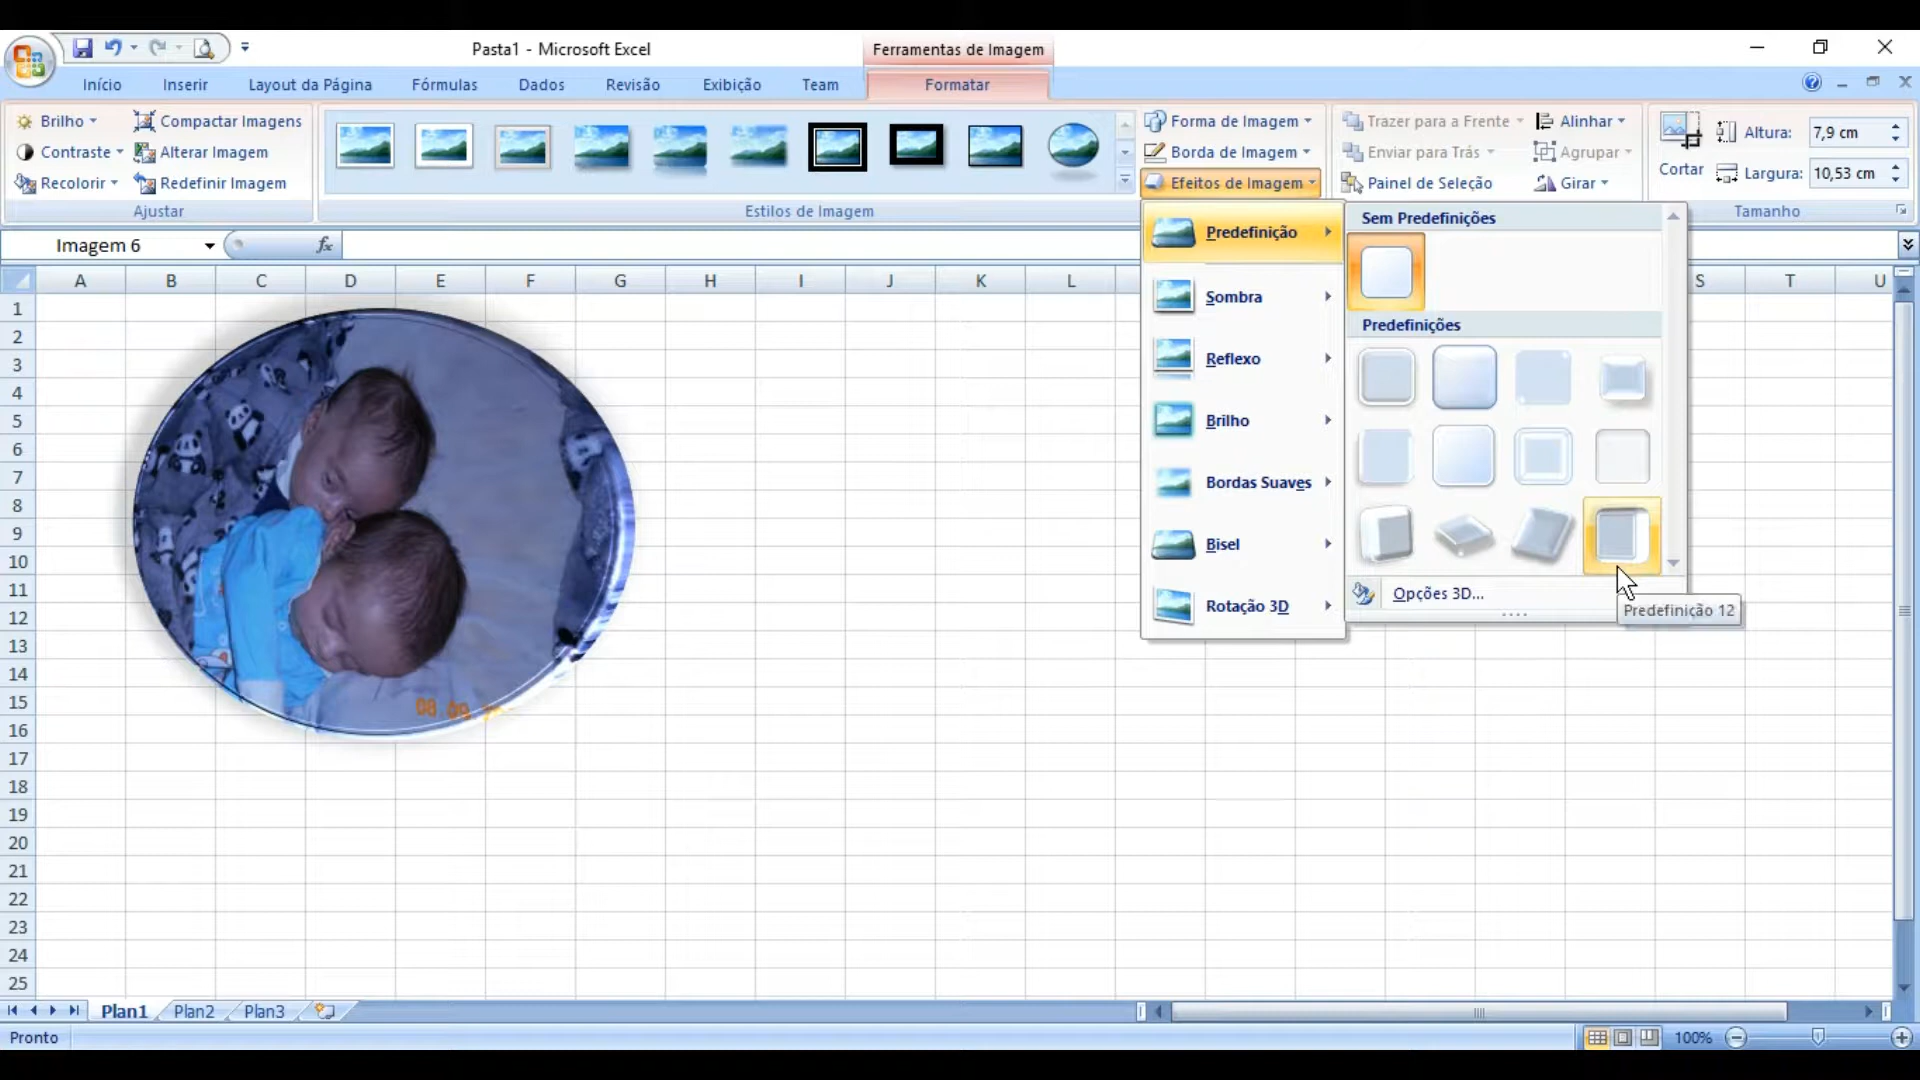 Pasta1 - Microsoft Excel
Ferramentas de Imagem
Início
Inserir
Layout da Página
Fórmulas
Dados
Revisão
Exibição
Team
Formatar
Brilho
Contraste
Recolorir
Compactar Imagens
Alterar Imagem
Redefinir Imagem
Ajustar
Estilos de Imagem
Forma de Imagem
Borda de Imagem
Efeitos de Imagem
Trazer para a Frente
Enviar para Trás
Painel de Seleção
Alinhar
Agrupar
Girar
Cortar
Altura: 7,9 cm
Largura: 10,53 cm
Tamanho
Imagem 6
fx
Predefinição
Sombra
Reflexo
Brilho
Bordas Suaves
Bisel
Rotação 3D
Sem Predefinições
Predefinições
Opções 3D...
Predefinição 12
A B C D E F G H I J K L S T U
1
2
3
4
5
6
7
8
9
10
11
12
13
14
15
16
17
18
19
20
21
22
23
24
25
08 09
Plan1 Plan2 Plan3
Pronto
100%